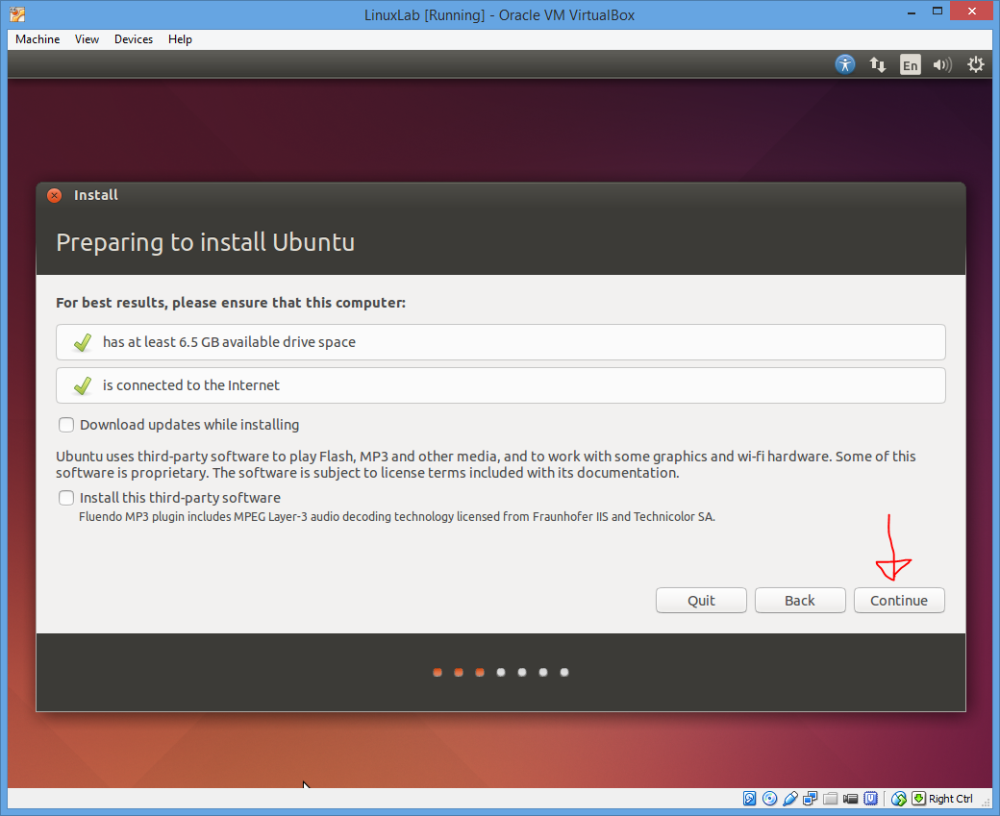 LinuxLab [Running] - Oracle VM VirtualBox
Machine View Devices Help
En
Install
Preparing to install Ubuntu
For best results, please ensure that this computer:
has at least 6.5 GB available drive space
is connected to the Internet
Download updates while installing
Ubuntu uses third-party software to play Flash, MP3 and other media, and to work with some graphics and wi-fi hardware. Some of this
software is proprietary. The software is subject to license terms included with its documentation.
Install this third-party software
Fluendo MP3 plugin includes MPEG Layer-3 audio decoding technology licensed from Fraunhofer IIS and Technicolor SA.
Quit Back Continue
Right Ctrl